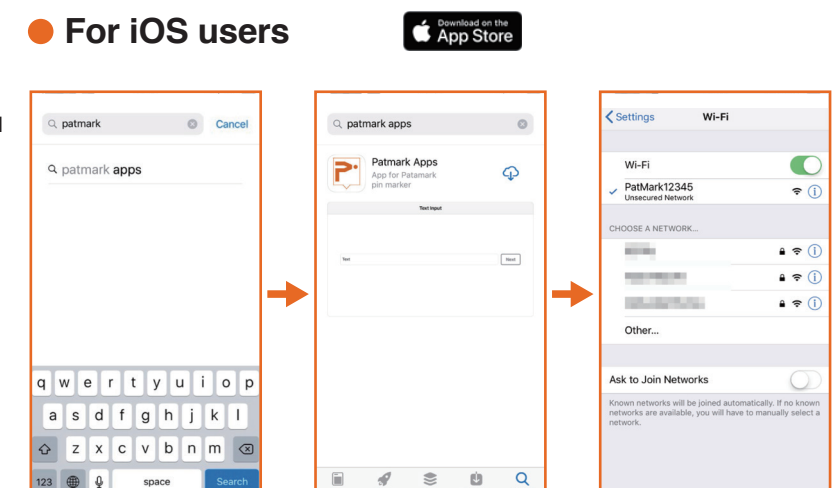 For iOS users
Download on the
App Store
patmark
Cancel
patmark apps
q w e r t y u i o p
a s d f g h j k l
z x c v b n m
123
space
Search
patmark apps
Patmark Apps
App for Patamark
pin marker
Text Input
Text
Next
Settings
Wi-Fi
Wi-Fi
PatMark12345
Unsecured Network
CHOOSE A NETWORK...
Other...
Ask to Join Networks
Known networks will be joined automatically. If no known
networks are available, you will have to manually select a
network.